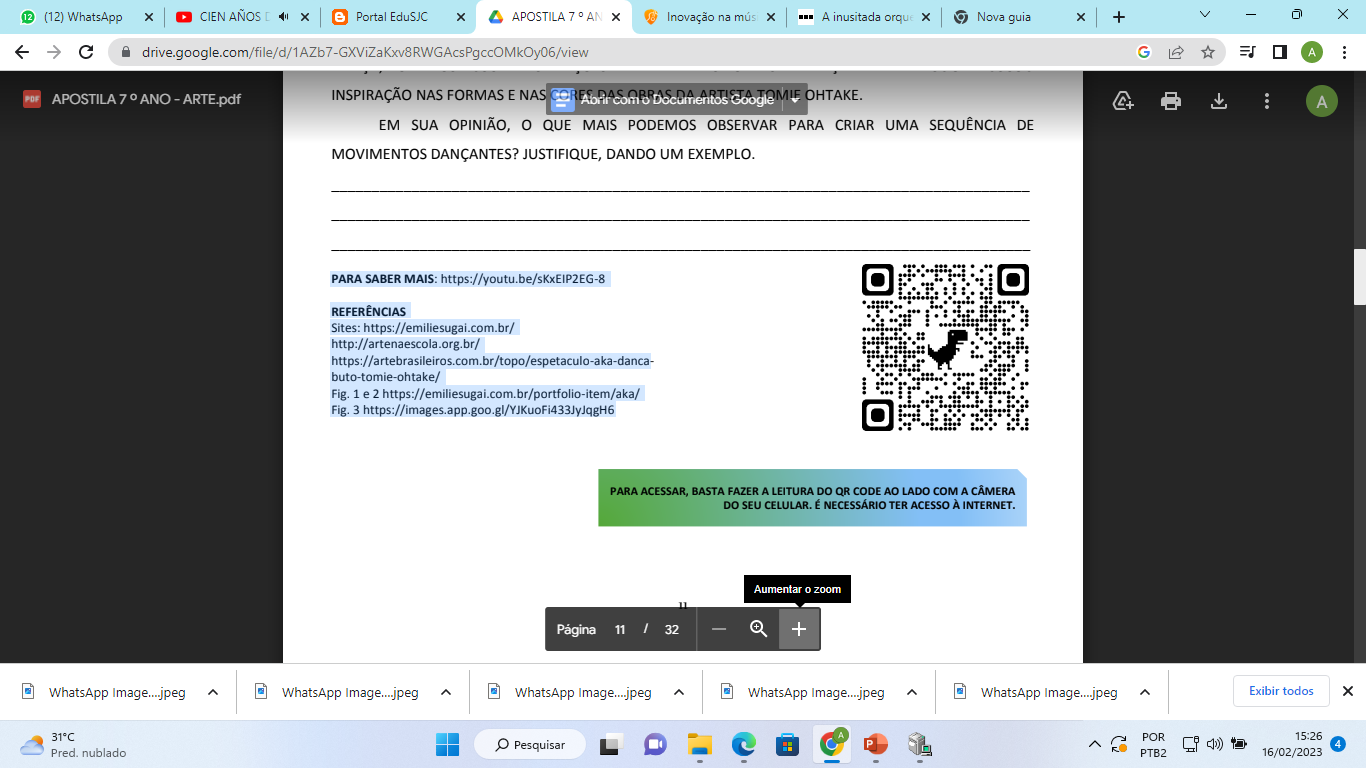 (12) WhatsApp
CIEN AÑOS D
Portal EduSJC
APOSTILA 7 º AN
Inovação na mús
A inusitada orque
Nova guia
drive.google.com/file/d/1AZb7-GXViZaKxv8RWGAcsPgccOMkOy06/view
A
PDF
APOSTILA 7 º ANO - ARTE.pdf
Abrir com o Documentos Google
A
INSPIRAÇÃO NAS FORMAS E NAS CORES DAS OBRAS DA ARTISTA TOMIE OHTAKE.
EM SUA OPINIÃO, O QUE MAIS PODEMOS OBSERVAR PARA CRIAR UMA SEQUÊNCIA DE
MOVIMENTOS DANÇANTES? JUSTIFIQUE, DANDO UM EXEMPLO.
PARA SABER MAIS: https://youtu.be/sKxEIP2EG-8
REFERÊNCIAS
Sites: https://emiliesugai.com.br/
http://artenaescola.org.br/
https://artebrasileiros.com.br/topo/espetaculo-aka-danca-
buto-tomie-ohtake/
Fig. 1 e 2 https://emiliesugai.com.br/portfolio-item/aka/
Fig. 3 https://images.app.goo.gl/YJKuoFi433JyJqgH6
PARA ACESSAR, BASTA FAZER A LEITURA DO QR CODE AO LADO COM A CÂMERA
DO SEU CELULAR. É NECESSÁRIO TER ACESSO À INTERNET.
Aumentar o zoom
11
Página 11 / 32
WhatsApp Image....jpeg
WhatsApp Image....jpeg
WhatsApp Image....jpeg
WhatsApp Image....jpeg
WhatsApp Image....jpeg
Exibir todos
31°C
Pred. nublado
Pesquisar
A
POR
PTB2
15:26
16/02/2023
4